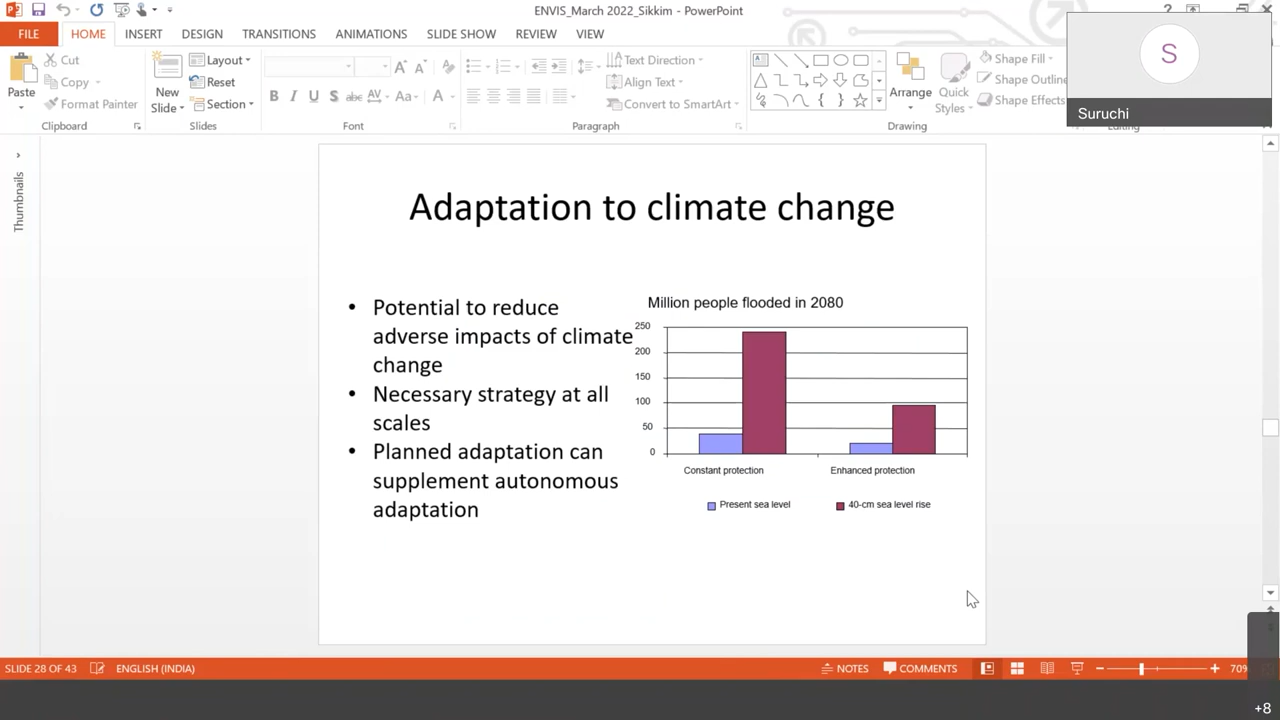 ENVIS_March 2022_Sikkim - PowerPoint
?
FILE HOME INSERT DESIGN TRANSITIONS ANIMATIONS SLIDE SHOW REVIEW VIEW
Paste
Cut
Copy
Format Painter
Clipboard
New
Slide
Layout
Reset
Section
Slides
B I U S abc AV Aa A
Font
Text Direction
Align Text
Convert to SmartArt
Paragraph
Arrange
Quick
Styles
Shape Fill
Shape Outline
Shape Effects
Drawing
Editing
S
Suruchi
Thumbnails
Adaptation to climate change
• Potential to reduce
adverse impacts of climate
change
• Necessary strategy at all
scales
• Planned adaptation can
supplement autonomous
adaptation
Million people flooded in 2080
250
200
150
100
50
0
Constant protection Enhanced protection
Present sea level 40-cm sea level rise
SLIDE 28 OF 43 ENGLISH (INDIA) NOTES COMMENTS 70%
+8